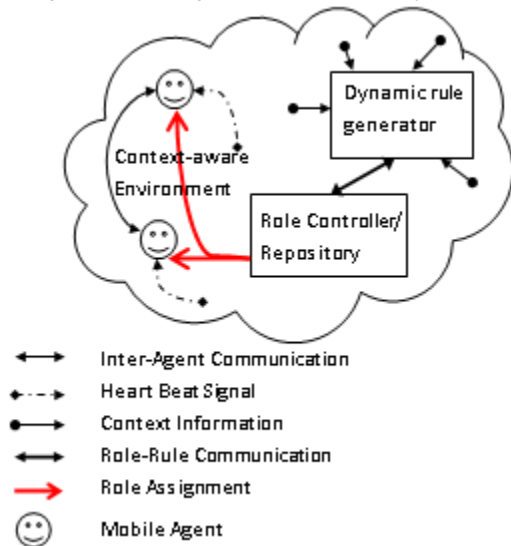 Dynamic rule
generator
Context-aware
Environment
Role Controller/
Repository
Inter-Agent Communication
Heart Beat Signal
Context Information
Role-Rule Communication
Role Assignment
Mobile Agent